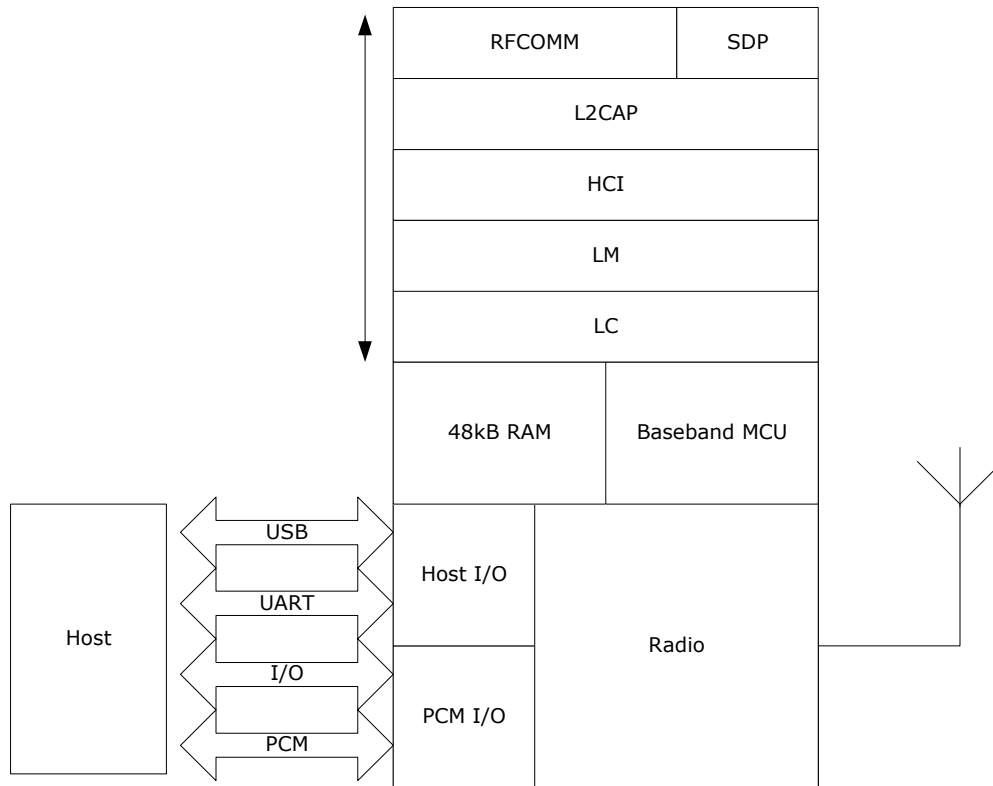 RFCOMM
SDP
L2CAP
HCI
LM
LC
48kB RAM
Baseband MCU
USB
Host I/O
UART
Host
Radio
I/O
PCM I/O
PCM